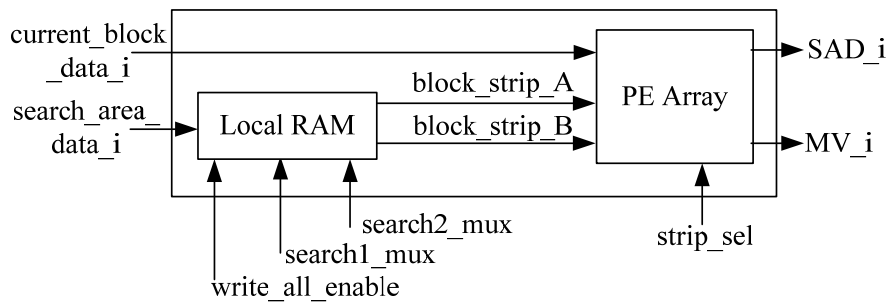 current_block
_data_i
SAD_i
block_strip_A
PE Array
search_area_
data_i
Local RAM
block_strip_B
MV_i
search2_mux
strip_sel
search1_mux
write_all_enable